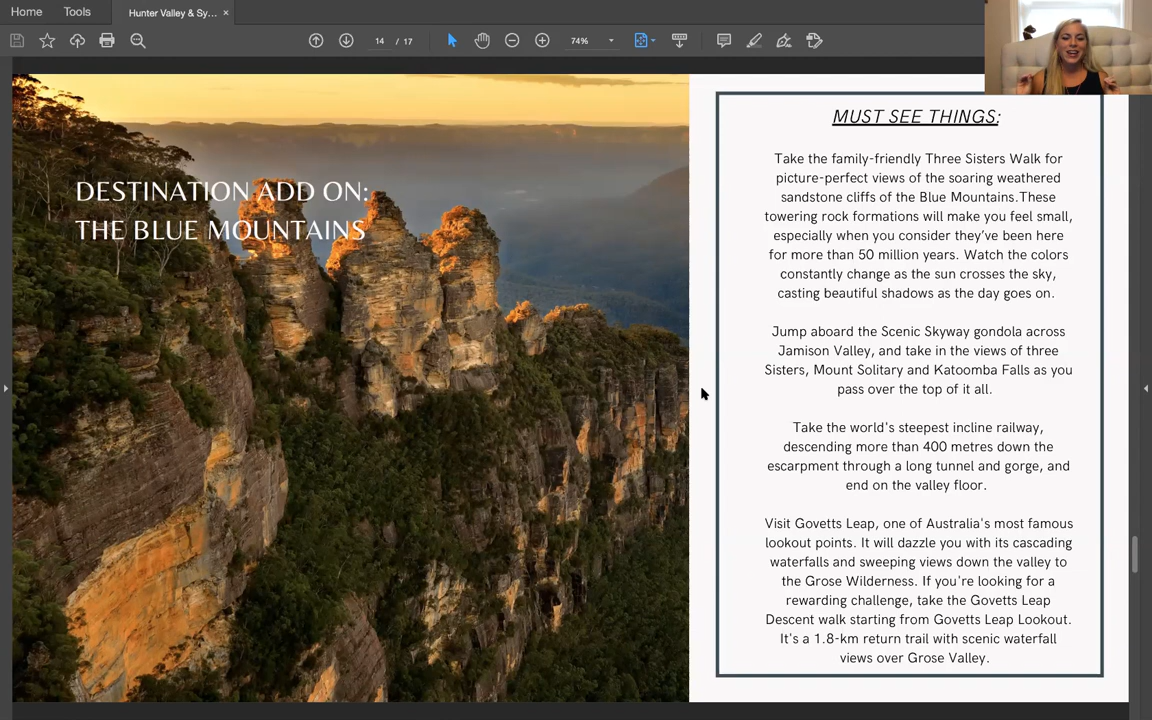 Home
Tools
Hunter Valley & Sy... ×
14 / 17
74%
DESTINATION ADD ON:
THE BLUE MOUNTAINS
MUST SEE THINGS:
Take the family-friendly Three Sisters Walk for
picture-perfect views of the soaring weathered
sandstone cliffs of the Blue Mountains.These
towering rock formations will make you feel small,
especially when you consider they’ve been here
for more than 50 million years. Watch the colors
constantly change as the sun crosses the sky,
casting beautiful shadows as the day goes on.
Jump aboard the Scenic Skyway gondola across
Jamison Valley, and take in the views of three
Sisters, Mount Solitary and Katoomba Falls as you
pass over the top of it all.
Take the world's steepest incline railway,
descending more than 400 metres down the
escarpment through a long tunnel and gorge, and
end on the valley floor.
Visit Govetts Leap, one of Australia's most famous
lookout points. It will dazzle you with its cascading
waterfalls and sweeping views down the valley to
the Grose Wilderness. If you're looking for a
rewarding challenge, take the Govetts Leap
Descent walk starting from Govetts Leap Lookout.
It's a 1.8-km return trail with scenic waterfall
views over Grose Valley.